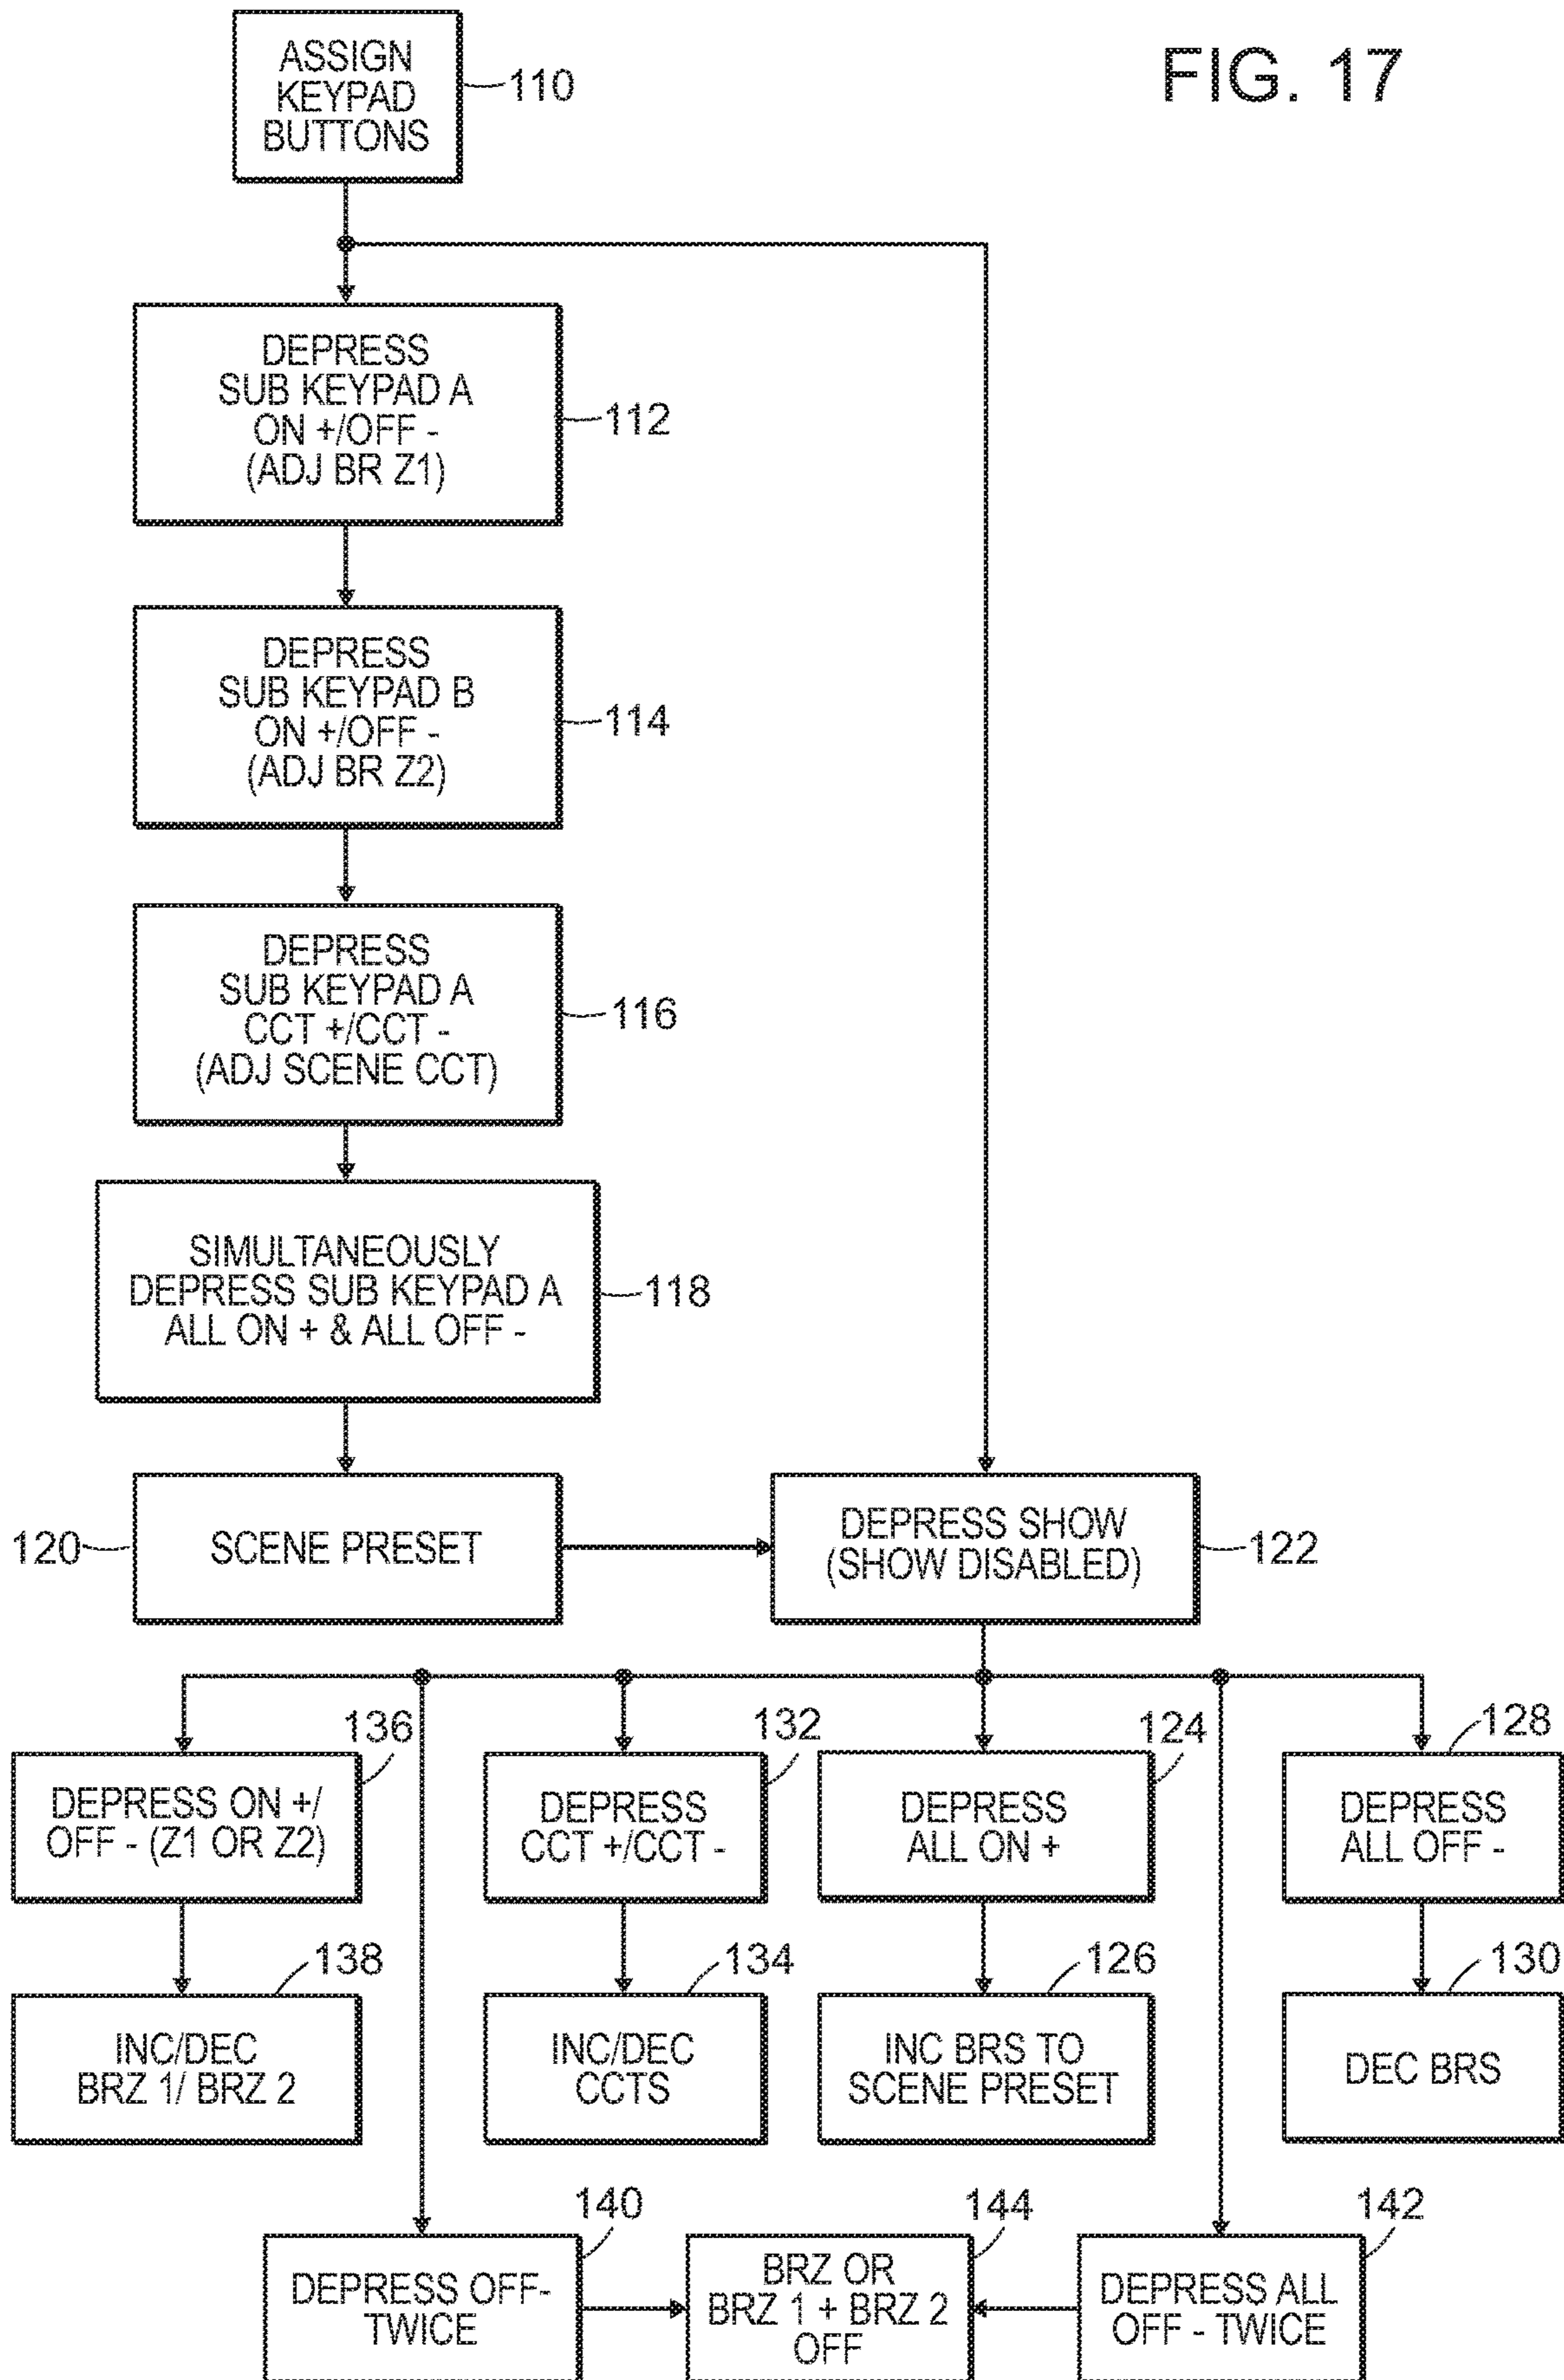 FIG. 17
ASSIGN
KEYPAD
BUTTONS
110
DEPRESS
SUB KEYPAD A
ON +/OFF -
(ADJ BR Z1)
112
DEPRESS
SUB KEYPAD B
ON +/OFF -
(ADJ BR Z2)
114
DEPRESS
SUB KEYPAD A
CCT +/CCT -
(ADJ SCENE CCT)
116
SIMULTANEOUSLY
DEPRESS SUB KEYPAD A
ALL ON + & ALL OFF -
118
120
SCENE PRESET
DEPRESS SHOW
(SHOW DISABLED)
122
136
DEPRESS ON +/
OFF - (Z1 OR Z2)
132
DEPRESS
CCT +/CCT -
124
DEPRESS
ALL ON +
128
DEPRESS
ALL OFF -
138
INC/DEC
BRZ 1/ BRZ 2
134
INC/DEC
CCTS
126
INC BRS TO
SCENE PRESET
130
DEC BRS
140
DEPRESS OFF-
TWICE
144
BRZ OR
BRZ 1 + BRZ 2
OFF
142
DEPRESS ALL
OFF - TWICE